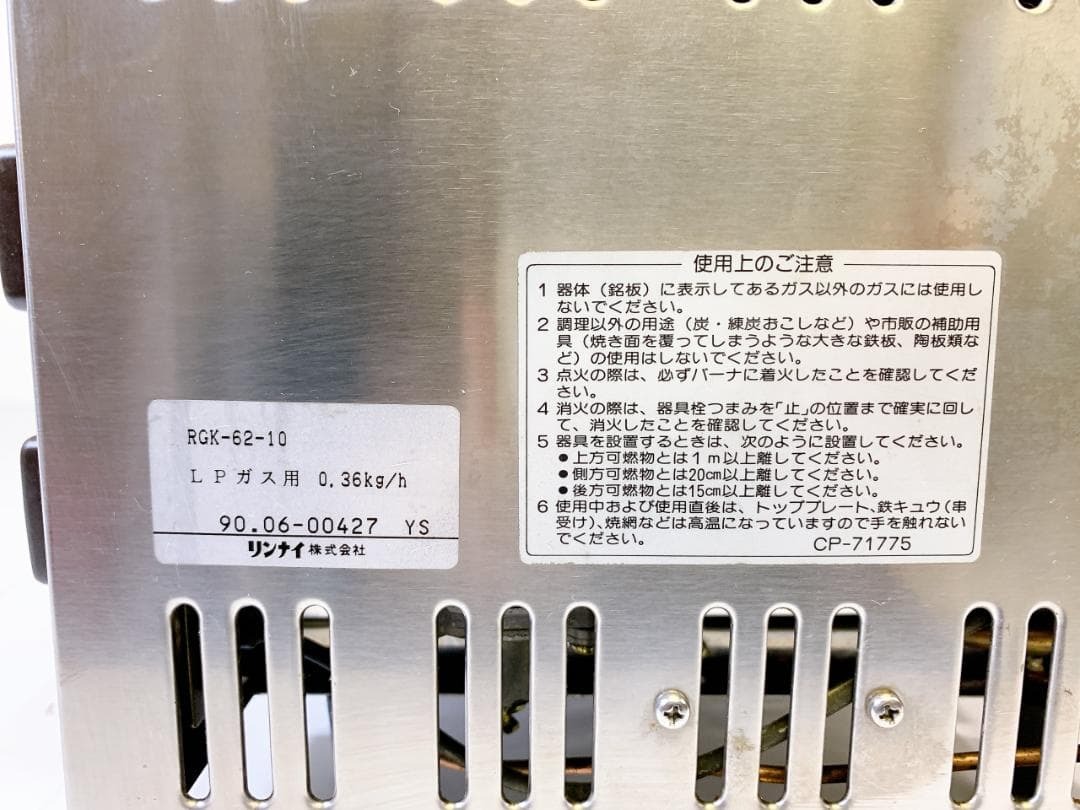 RGK-62-10
LPガス用 0.36kg/h
90.06-00427 YS
リンナイ株式会社
使用上のご注意
1 器体（銘板）に表示してあるガス以外のガスには使用し
ないでください。
2 調理以外の用途（炭・練炭おこしなど）や市販の補助用
具（焼き面を覆ってしまうような大きな鉄板、陶板類な
ど）の使用はしないでください。
3 点火の際は、必ずバーナに着火したことを確認してくだ
さい。
4 消火の際は、器具栓つまみを「止」の位置まで確実に回し
て、消火したことを確認してください。
5 器具を設置するときは、次のように設置してください。
●上方可燃物とは1m以上離してください。
●側方可燃物とは20cm以上離してください。
●後方可燃物とは15cm以上離してください。
6 使用中および使用直後は、トッププレート、鉄キュウ（串
受け）、焼網などは高温になっていますので手を触れない
でください。
CP-71775